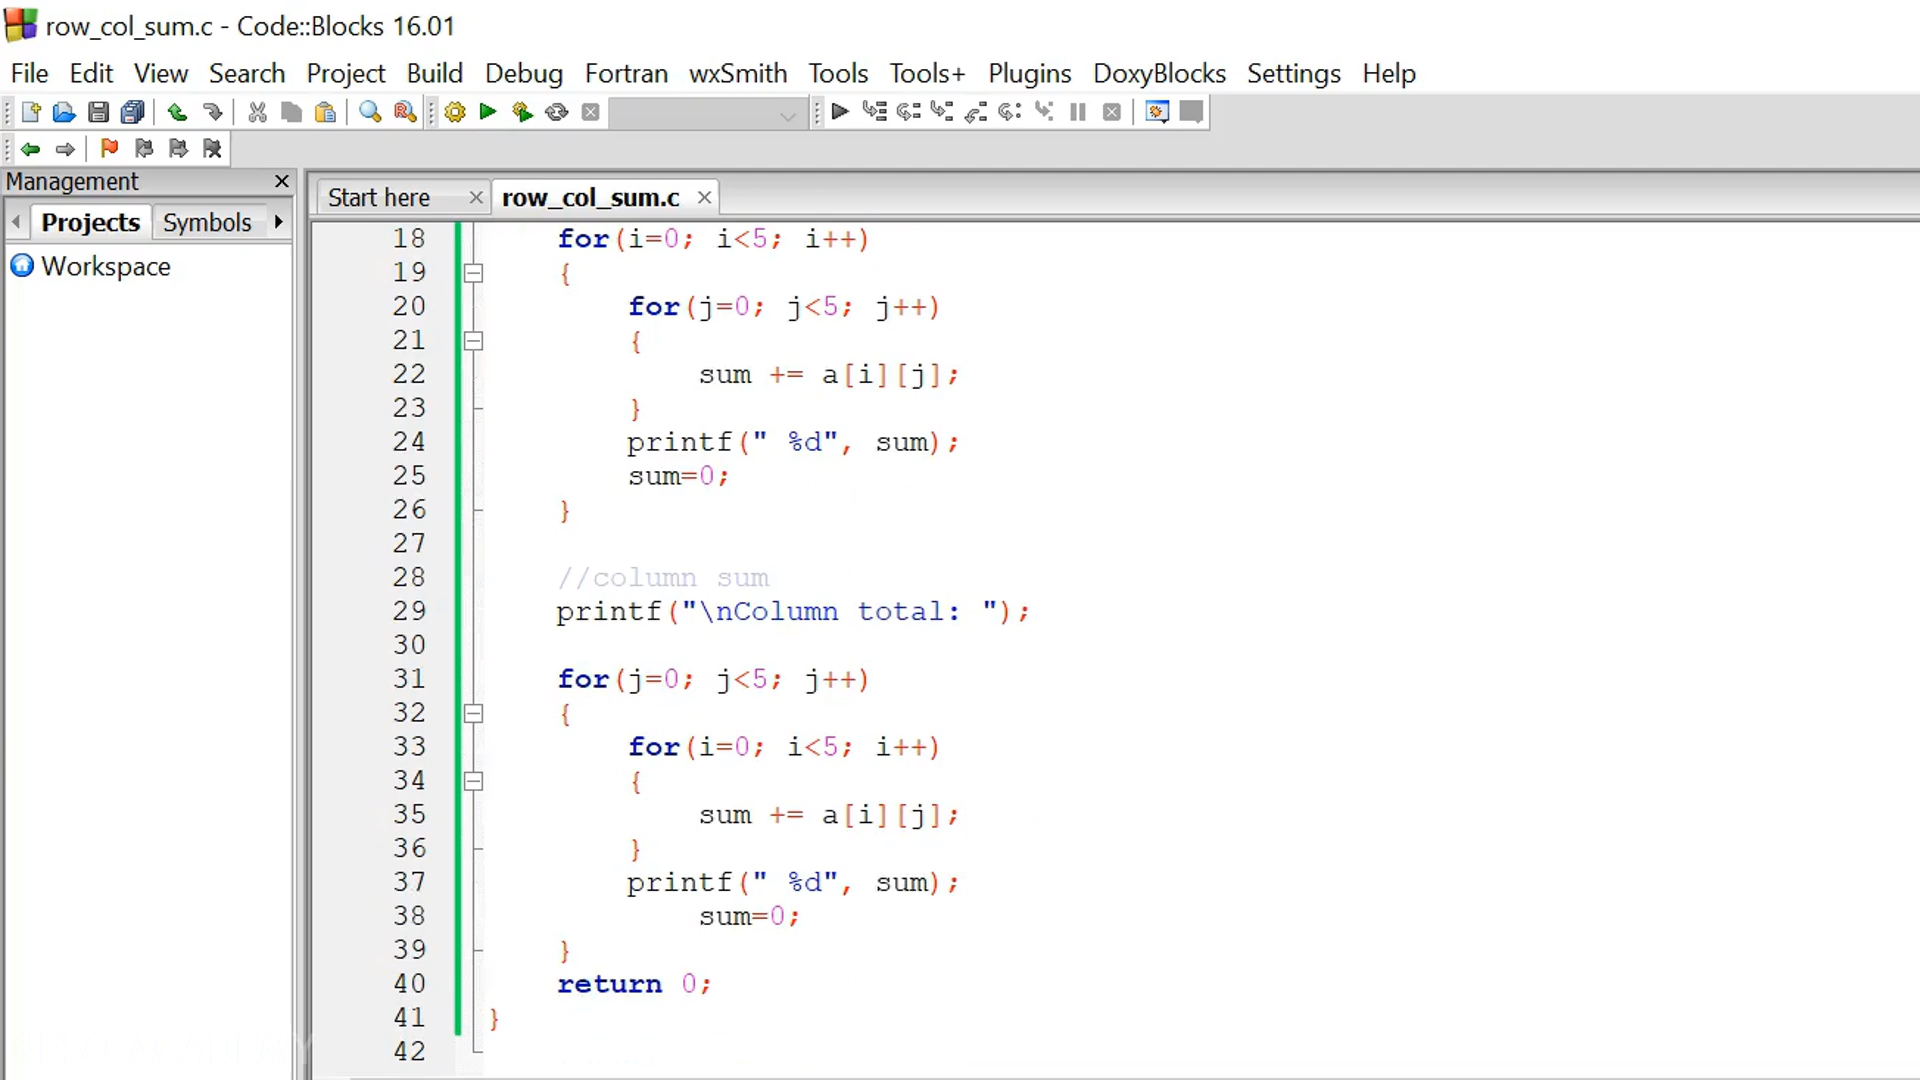 row_col_sum.c - Code::Blocks 16.01
File Edit View Search Project Build Debug Fortran wxSmith Tools Tools+ Plugins DoxyBlocks Settings Help
Management
Start here row_col_sum.c
Projects Symbols
Workspace
18 for(i=0; i<5; i++)
19 {
20 for(j=0; j<5; j++)
21 {
22 sum += a[i][j];
23 }
24 printf(" %d", sum);
25 sum=0;
26 }
27
28 //column sum
29 printf("\nColumn total: ");
30
31 for(j=0; j<5; j++)
32 {
33 for(i=0; i<5; i++)
34 {
35 sum += a[i][j];
36 }
37 printf(" %d", sum);
38 sum=0;
39 }
40 return 0;
41 }
42